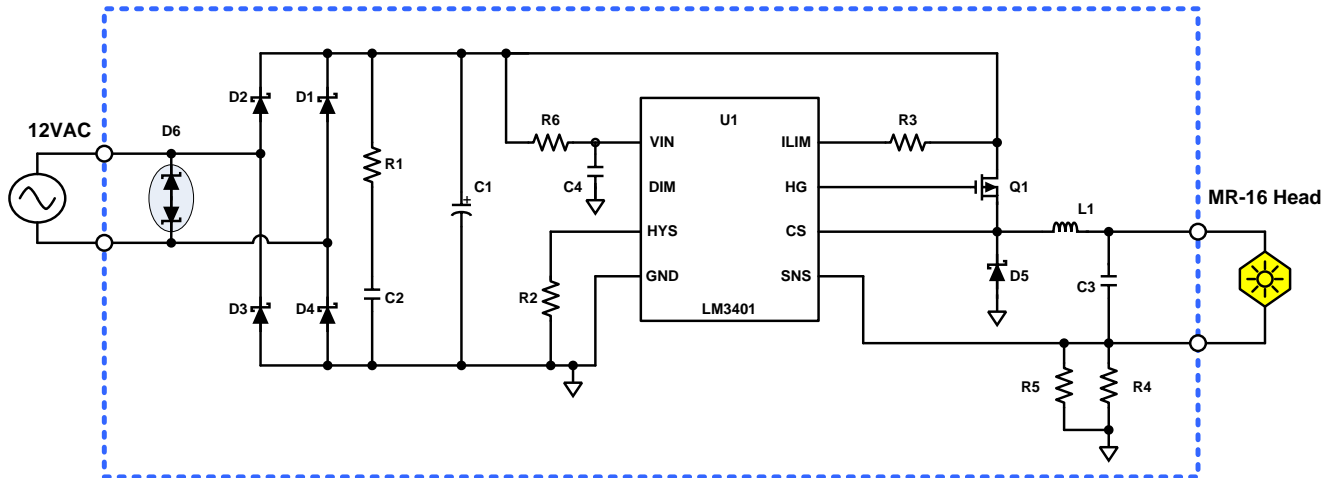 D2
D1
12VAC
D6
R1
C1
+
R6
C4
U1
VIN
ILIM
DIM
HG
HYS
CS
GND
SNS
LM3401
R3
Q1
MR-16 Head
L1
D5
C3
D3
D4
C2
R2
R5
R4